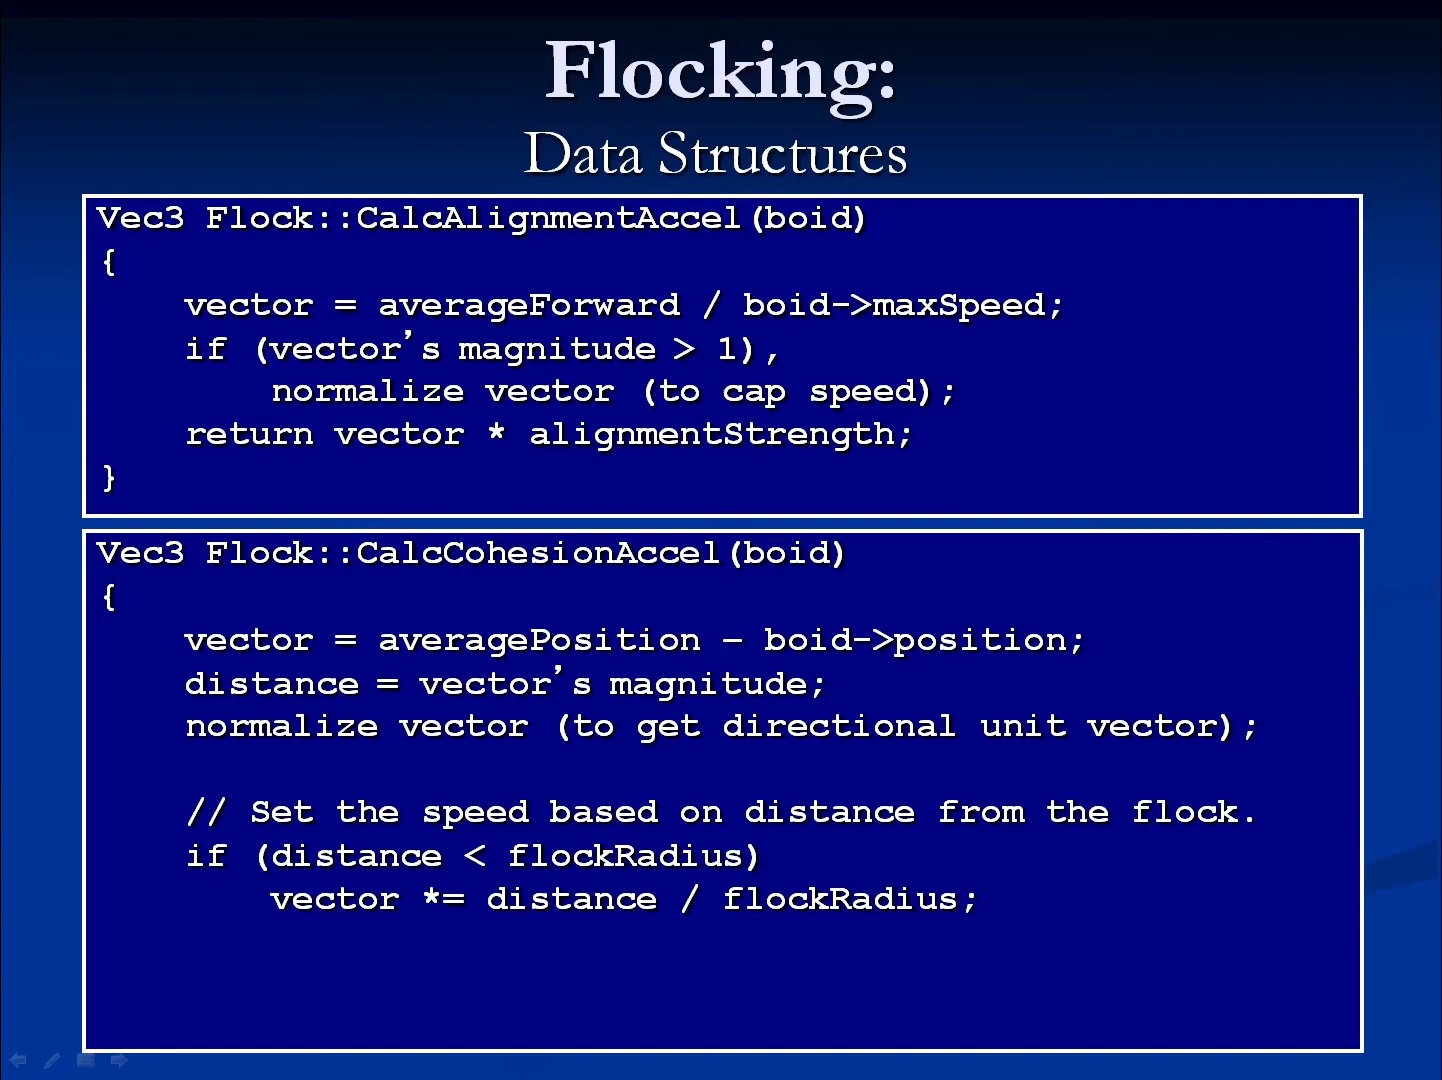 Flocking:
Data Structures
Vec3 Flock::CalcAlignmentAccel(boid)
{
    vector = averageForward / boid->maxSpeed;
    if (vector’s magnitude > 1),
        normalize vector (to cap speed);
    return vector * alignmentStrength;
}
Vec3 Flock::CalcCohesionAccel(boid)
{
    vector = averagePosition – boid->position;
    distance = vector’s magnitude;
    normalize vector (to get directional unit vector);
    // Set the speed based on distance from the flock.
    if (distance < flockRadius)
        vector *= distance / flockRadius;